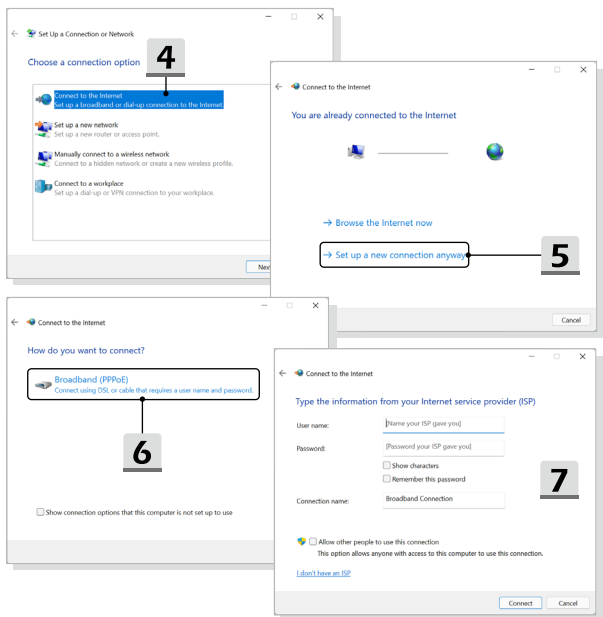 Set Up a Connection or Network
Choose a connection option
4
Connect to the Internet
Set up a broadband or dial-up connection to the Internet.
Set up a new network
Set up a new router or access point.
Manually connect to a wireless network
Connect to a hidden network or create a new wireless profile.
Connect to a workplace
Set up a dial-up or VPN connection to your workplace.
Nex
Connect to the Internet
You are already connected to the Internet
→ Browse the Internet now
→ Set up a new connection anyway
5
Cancel
Connect to the Internet
How do you want to connect?
Broadband (PPPoE)
Connect using DSL or cable that requires a user name and password.
6
Show connection options that this computer is not set up to use
Connect to the Internet
Type the information from your Internet service provider (ISP)
User name:
[Name your ISP gave you]
Password:
[Password your ISP gave you]
Show characters
Remember this password
7
Connection name:
Broadband Connection
Allow other people to use this connection
This option allows anyone with access to this computer to use this connection.
I don't have an ISP
Connect
Cancel